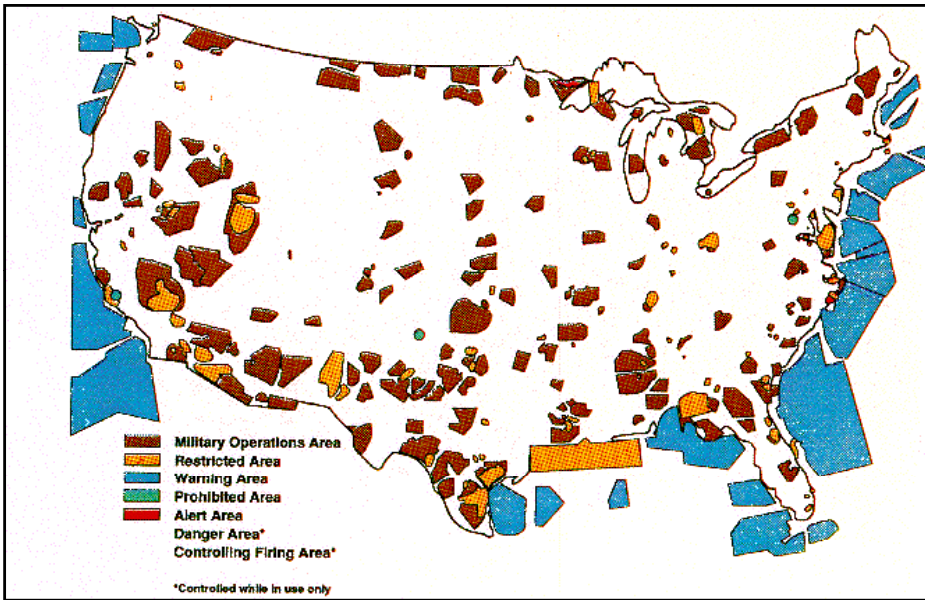 Military Operations Area
Restricted Area
Warning Area
Prohibited Area
Alert Area
Danger Area*
Controlling Firing Area*
*Controlled while in use only